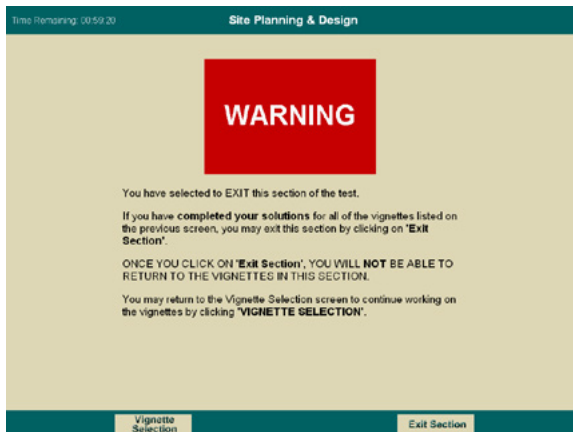 Time Remaining: 00:59:20
Site Planning & Design
WARNING
You have selected to EXIT this section of the test.
If you have completed your solutions for all of the vignettes listed on
the previous screen, you may exit this section by clicking on 'Exit
Section'.
ONCE YOU CLICK ON 'Exit Section', YOU WILL NOT BE ABLE TO
RETURN TO THE VIGNETTES IN THIS SECTION.
You may return to the Vignette Selection screen to continue working on
the vignettes by clicking 'VIGNETTE SELECTION'.
Vignette
Selection
Exit Section